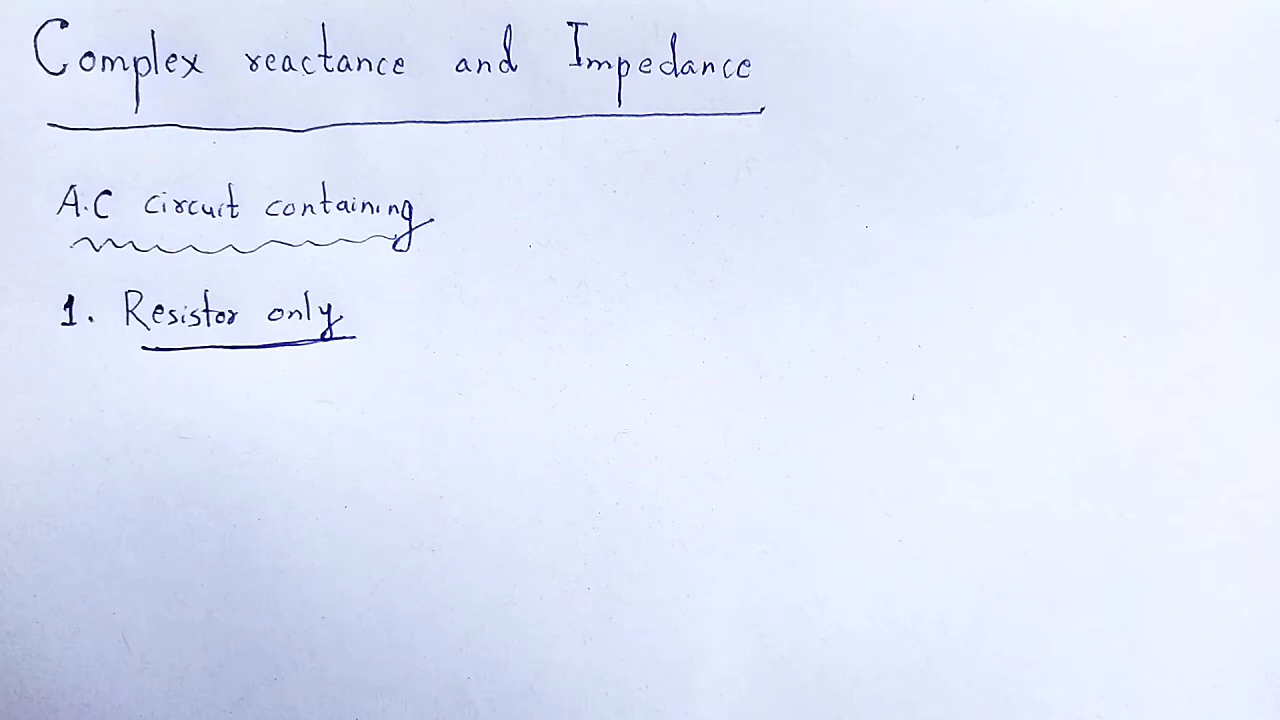 Complex reactance and Impedance
A.C circuit containing
1. Resistor only